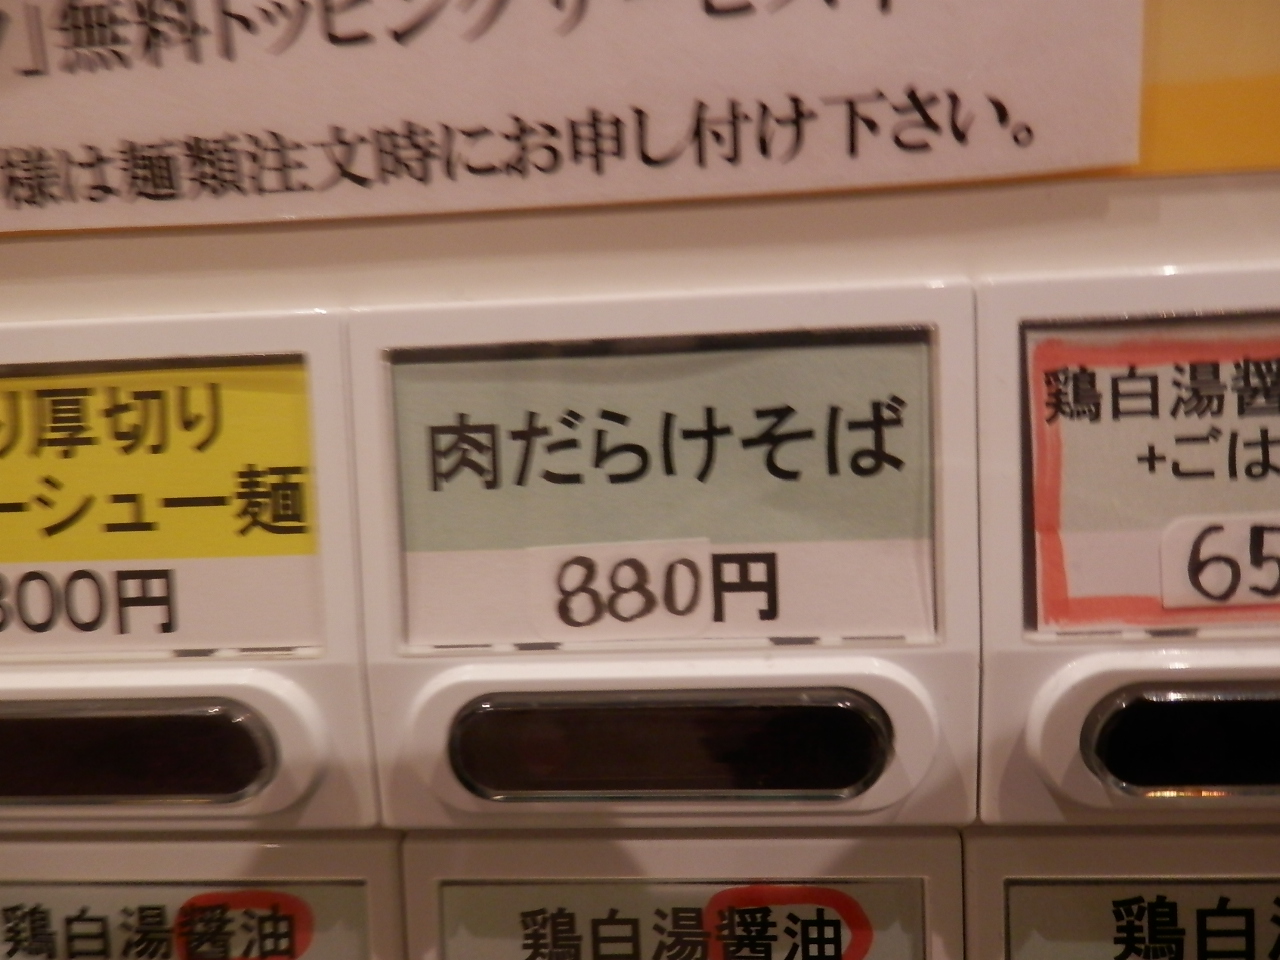 」無料トッピングサービス中
様は麺類注文時にお申し付け下さい。
り厚切り
ーシュー麺
800円
肉だらけそば
880円
鶏白湯醤
+ごは
65
鶏白湯醤油
鶏白湯醤油
鶏白